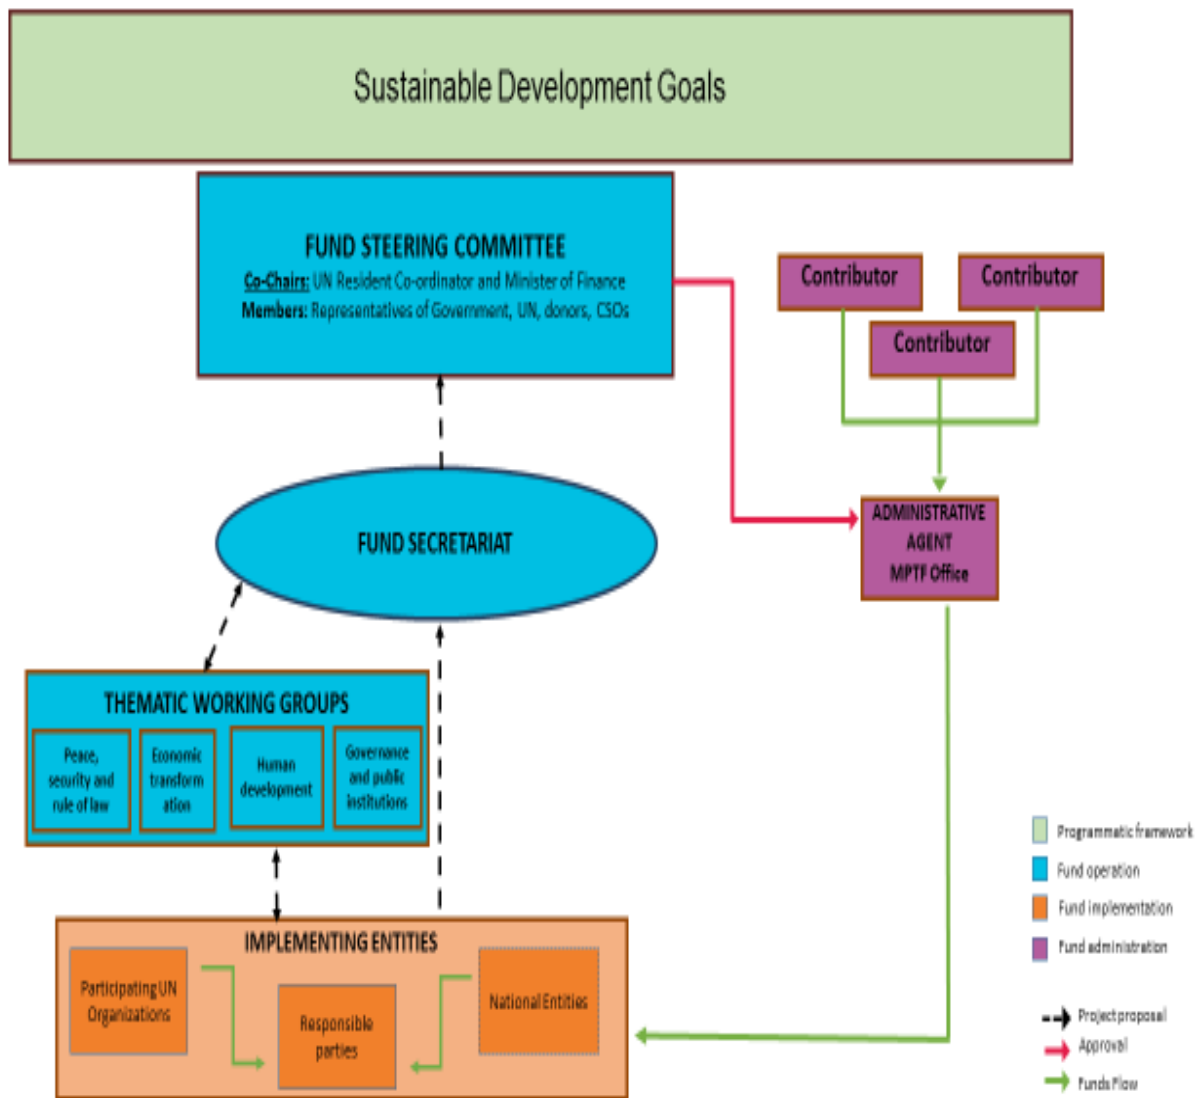 Sustainable Development Goals
FUND STEERING COMMITTEE
Co-Chairs: UN Resident Co-ordinator and Minister of Finance
Members: Representatives of Government, UN, donors, CSOs
Contributor
Contributor
Contributor
ADMINISTRATIVE
AGENT
MPTF Office
FUND SECRETARIAT
THEMATIC WORKING GROUPS
Peace,
security and
rule of law
Economic
transform
ation
Human
development
Governance
and public
institutions
IMPLEMENTING ENTITIES
Participating UN
Organizations
Responsible
parties
National Entities
Programmatic framework
Fund operation
Fund implementation
Fund administration
Project proposal
Approval
Funds Flow